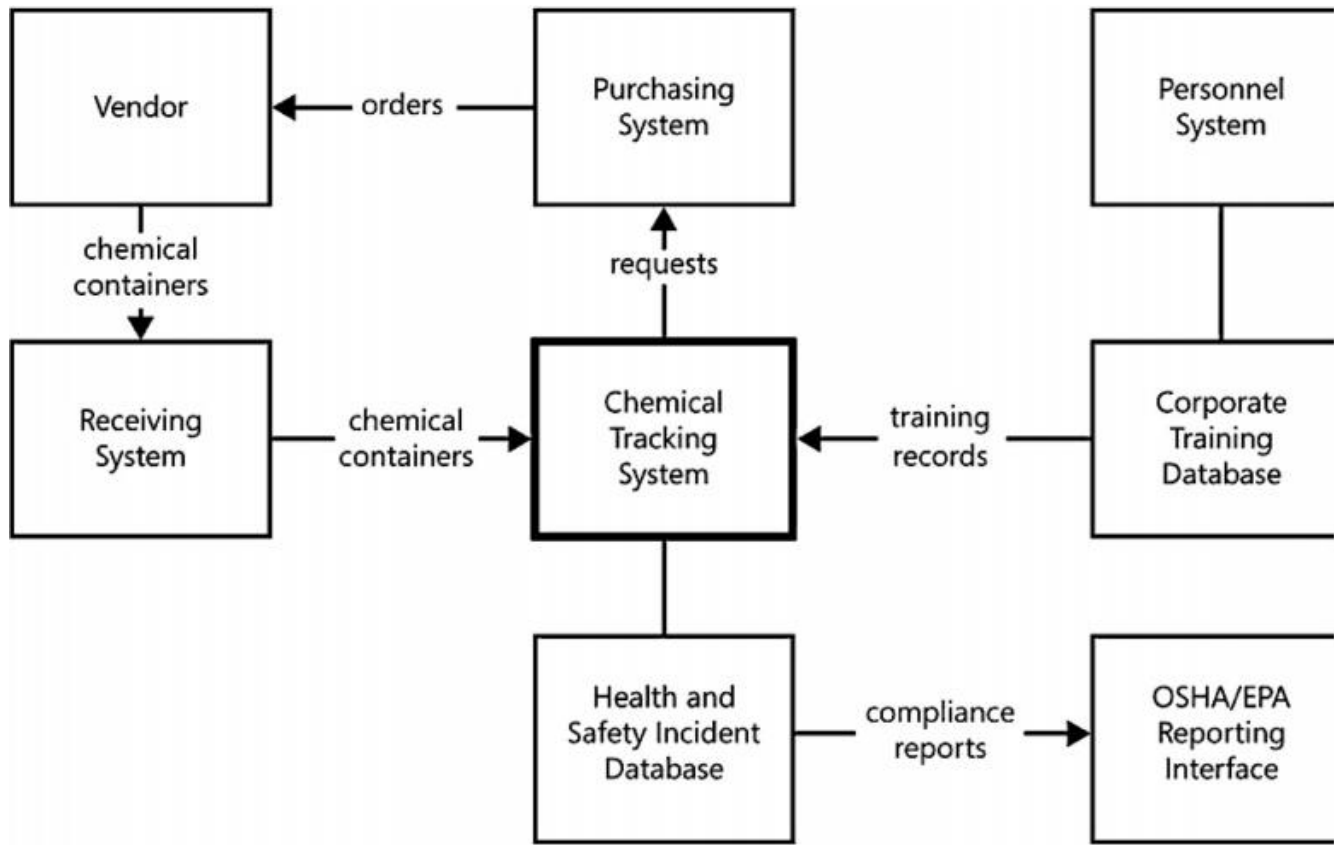 Vendor
orders
Purchasing
System
Personnel
System
chemical
containers
requests
Receiving
System
chemical
containers
Chemical
Tracking
System
training
records
Corporate
Training
Database
Health and
Safety Incident
Database
compliance
reports
OSHA/EPA
Reporting
Interface